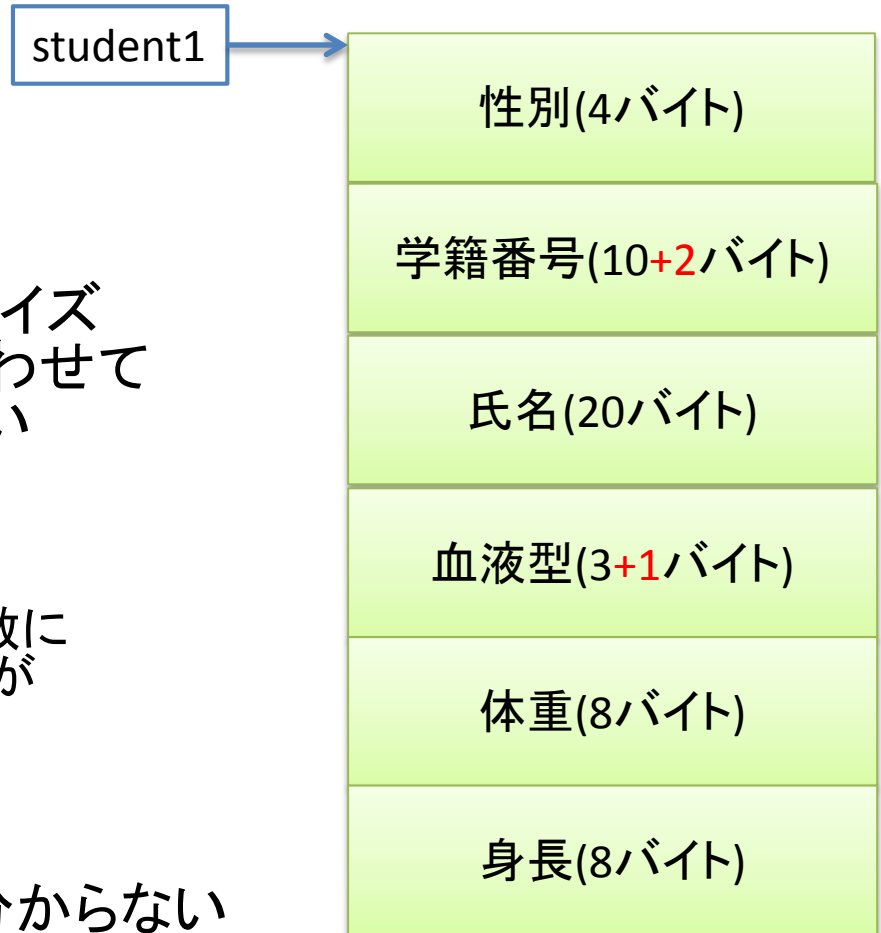 student1
性別(4バイト)
学籍番号(10+2バイト)
イズ
わせて
い
氏名(20バイト)
血液型(3+1バイト)
数に
が
体重(8バイト)
身長(8バイト)
分からない